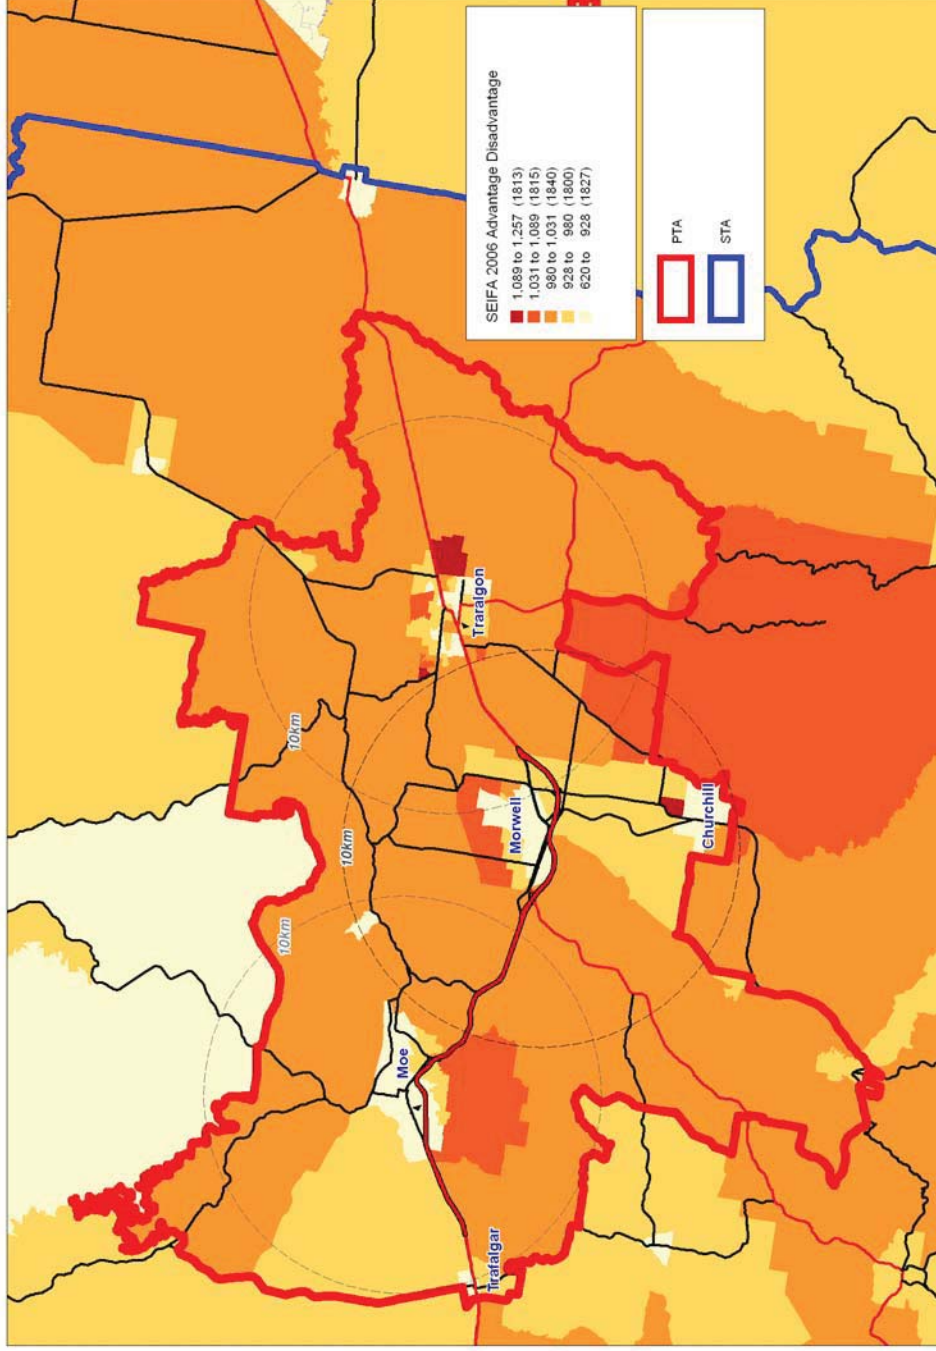 SEIFA 2006 Advantage Disadvantage
1,089 to 1,257 (1813)
1,031 to 1,089 (1815)
980 to 1,031 (1840)
928 to 980 (1800)
620 to 928 (1827)
PTA
STA
10km
10km
10km
Traralgon
Morwell
Churchill
Moe
Trafalgar